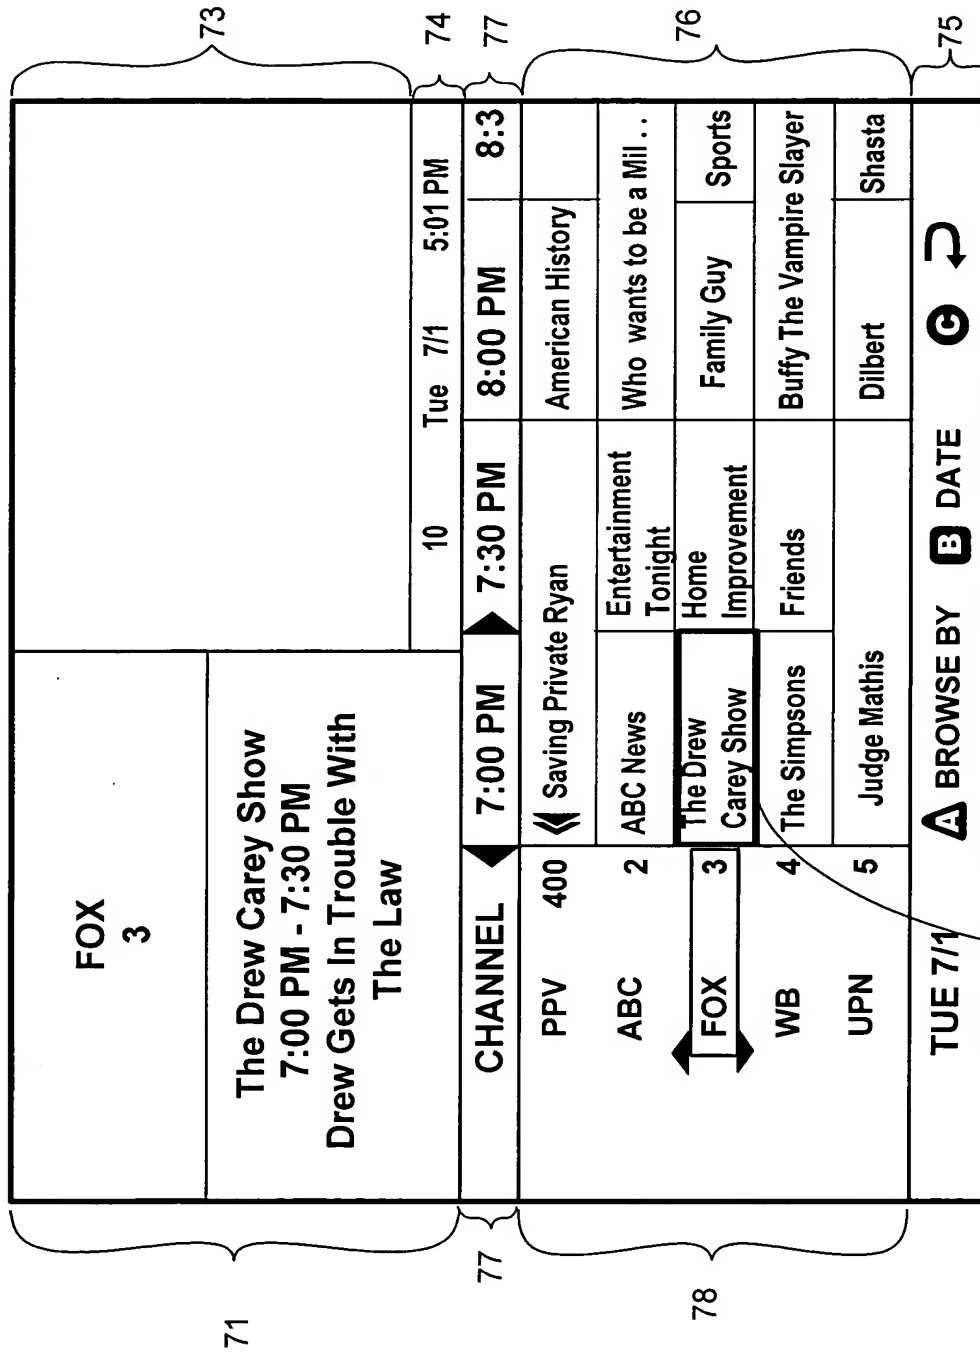 73
74
77
76
75
71
77
78
FOX
3
The Drew Carey Show
7:00 PM - 7:30 PM
Drew Gets In Trouble With
The Law
10 Tue 7/1 5:01 PM
CHANNEL 7:00 PM 7:30 PM 8:00 PM 8:3
PPV 400 Saving Private Ryan American History
ABC 2 ABC News Entertainment Tonight Who wants to be a Mil . .
FOX 3 The Drew Carey Show Home Improvement Family Guy Sports
WB 4 The Simpsons Friends Buffy The Vampire Slayer
UPN 5 Judge Mathis Dilbert Shasta
TUE 7/1 A BROWSE BY B DATE C